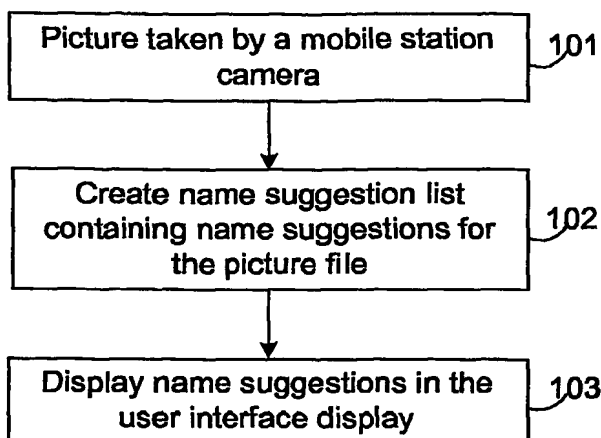 Picture taken by a mobile station
camera
101
Create name suggestion list
containing name suggestions for
the picture file
102
Display name suggestions in the
user interface display
103